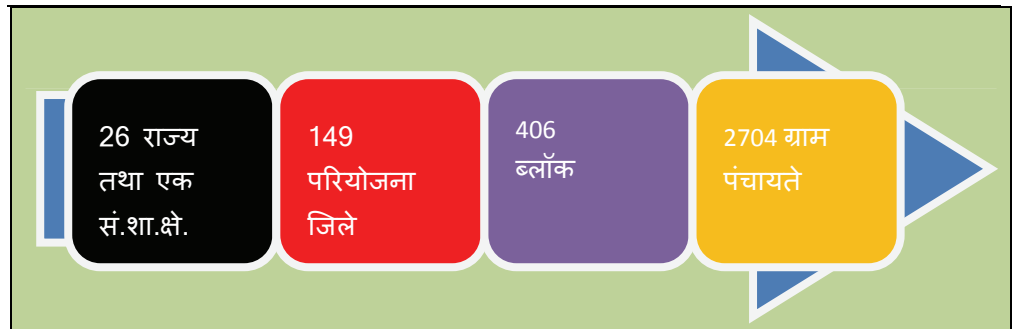 26 राज्य
तथा एक
सं.शा.क्षे.
149
परियोजना
जिले
406
ब्लॉक
2704 ग्राम
पंचायते